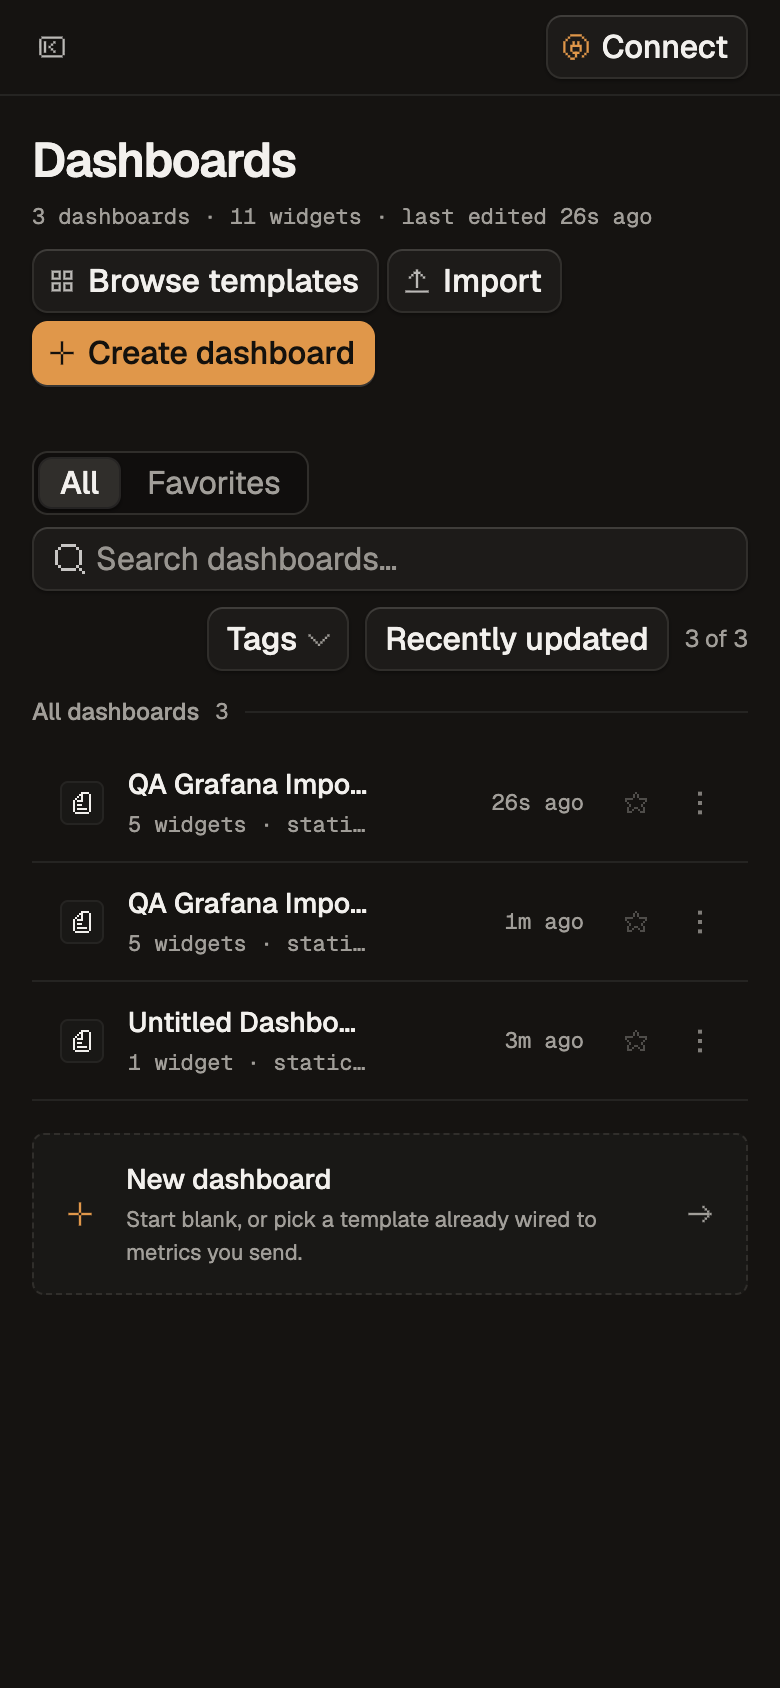 Connect
Dashboards
3 dashboards · 11 widgets · last edited 26s ago
Browse templates
Import
Create dashboard
All
Favorites
Search dashboards...
Tags
Recently updated
3 of 3
All dashboards 3
QA Grafana Impo...
5 widgets · stati...
26s ago
QA Grafana Impo...
5 widgets · stati...
1m ago
Untitled Dashbo...
1 widget · static...
3m ago
New dashboard
Start blank, or pick a template already wired to
metrics you send.